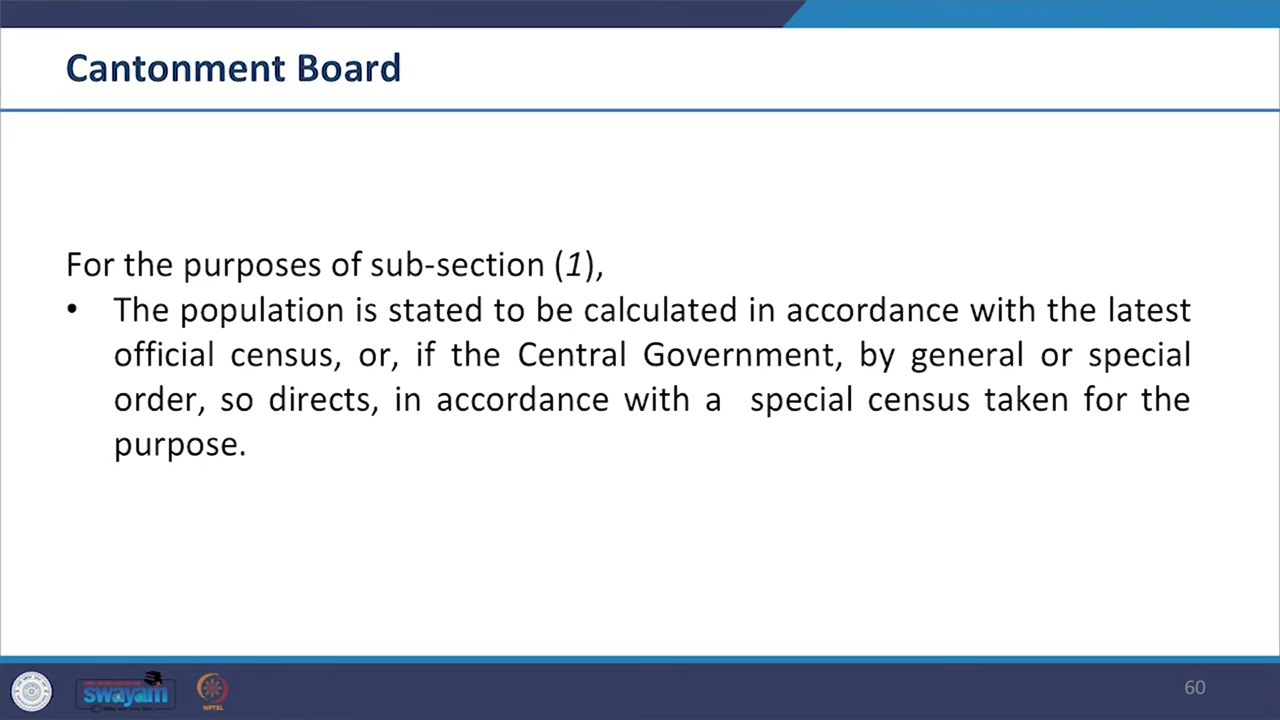 Cantonment Board
For the purposes of sub-section (1),
• The population is stated to be calculated in accordance with the latest
official census, or, if the Central Government, by general or special
order, so directs, in accordance with a special census taken for the
purpose.
swayam
NPTEL
60